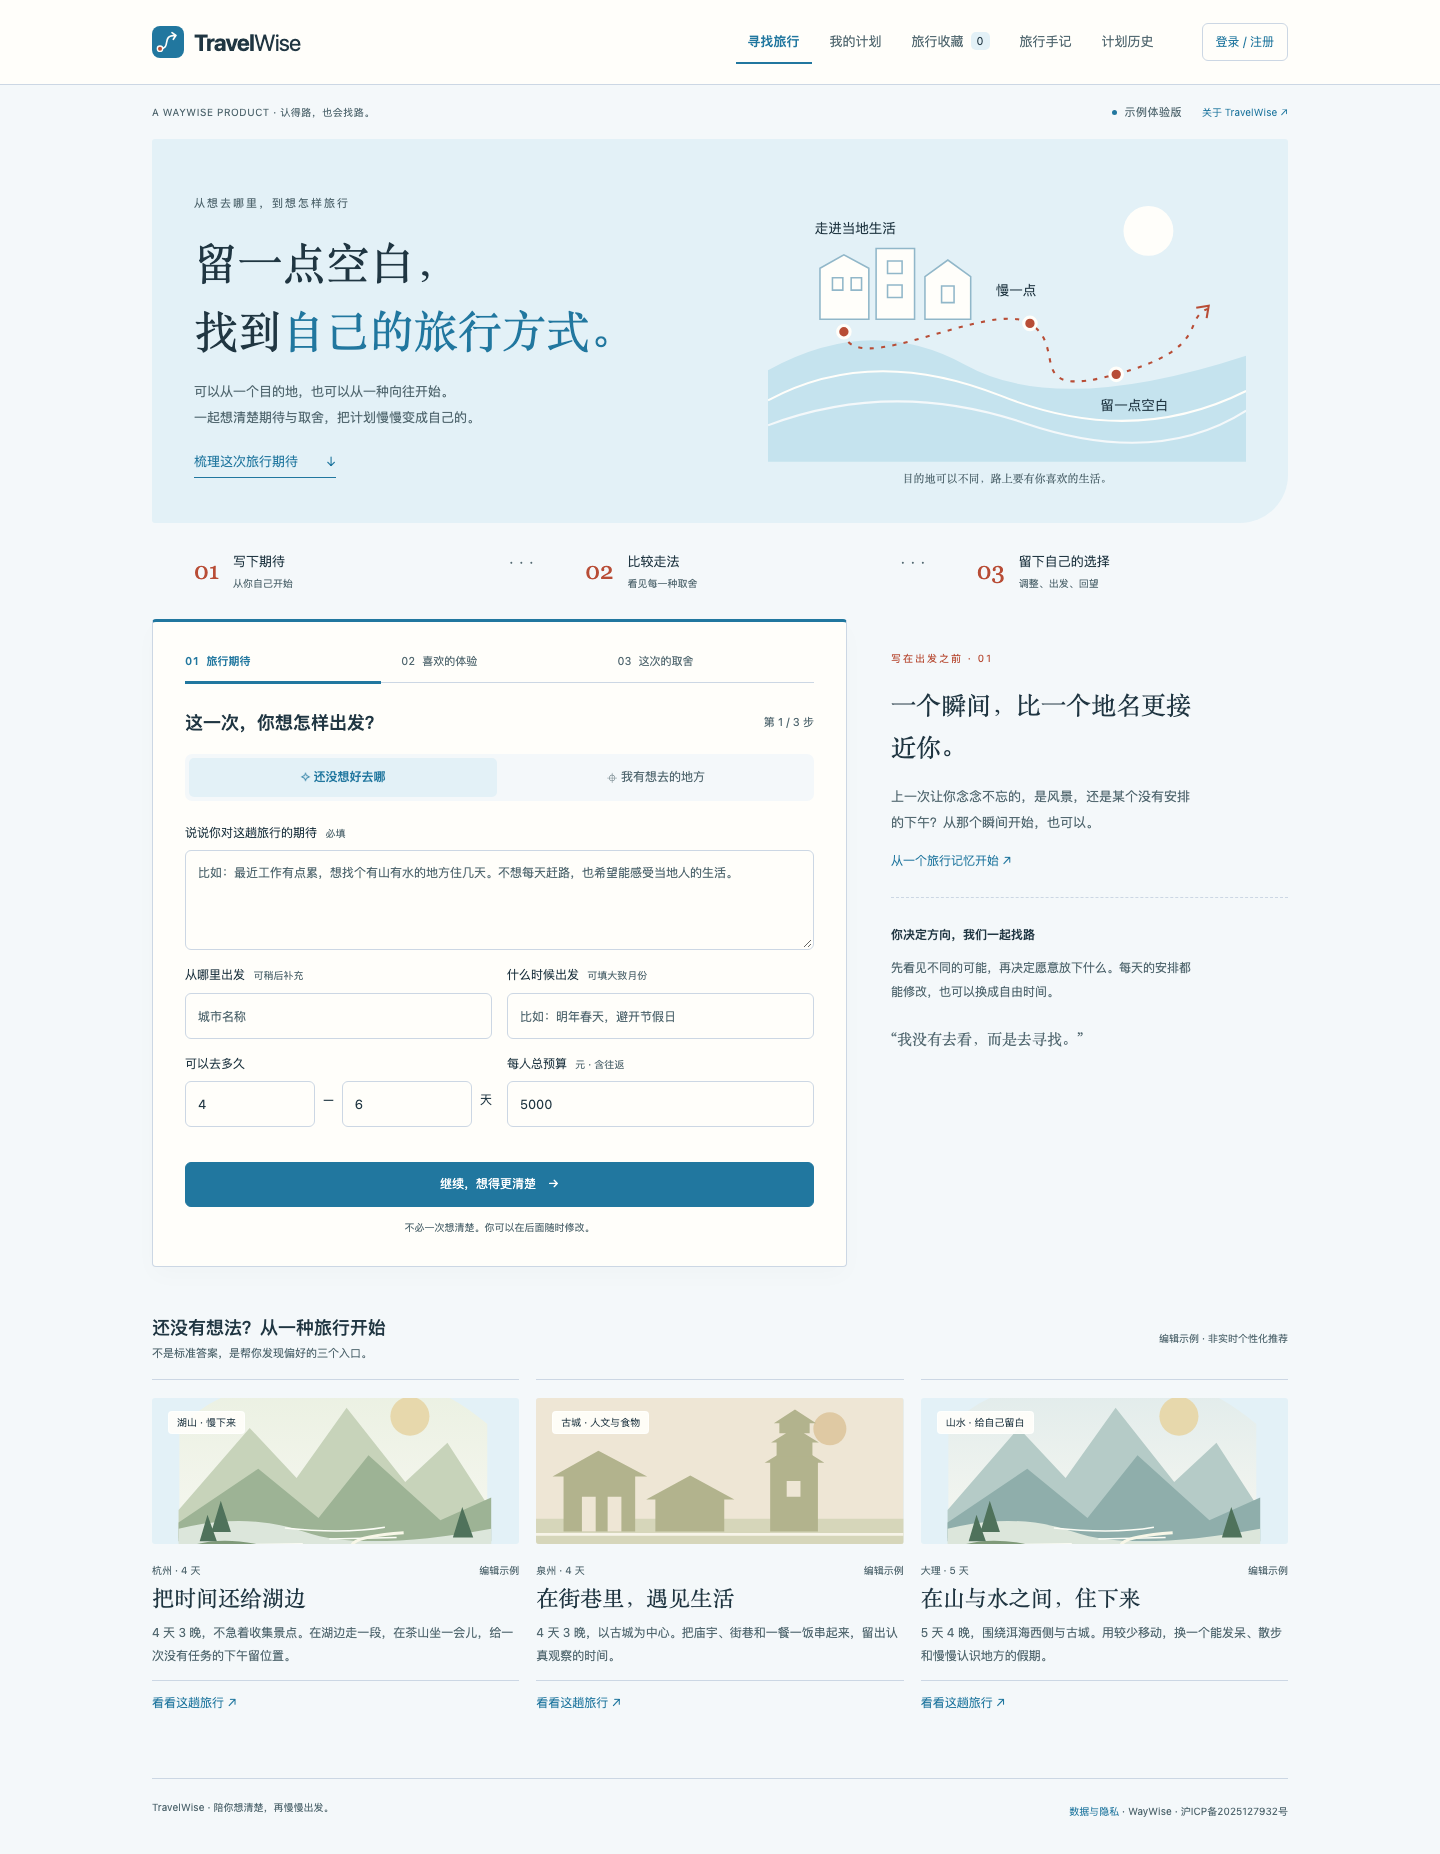 TravelWise
寻找旅行 我的计划 旅行收藏 0 旅行手记 计划历史 登录 / 注册
A WAYWISE PRODUCT · 认得路，也会找路。
示例体验版 关于 TravelWise ↗
从想去哪里，到想怎样旅行
留一点空白，
找到自己的旅行方式。
可以从一个目的地，也可以从一种向往开始。
一起想清楚期待与取舍，把计划慢慢变成自己的。
梳理这次旅行期待 ↓
走进当地生活
慢一点
留一点空白
目的地可以不同，路上要有你喜欢的生活。
01 写下期待
从你自己开始
···
02 比较走法
看见每一种取舍
···
03 留下自己的选择
调整、出发、回望
01 旅行期待 02 喜欢的体验 03 这次的取舍
这一次，你想怎样出发？
第 1 / 3 步
✧ 还没想好去哪 ⌖ 我有想去的地方
说说你对这趟旅行的期待 必填
比如：最近工作有点累，想找个有山有水的地方住几天。不想每天赶路，也希望能感受当地人的生活。
从哪里出发 可稍后补充
城市名称
什么时候出发 可填大致月份
比如：明年春天，避开节假日
可以去多久
4 — 6 天
每人总预算 元 · 含往返
5000
继续，想得更清楚 →
不必一次想清楚。你可以在后面随时修改。
写在出发之前 · 01
一个瞬间，比一个地名更接
近你。
上一次让你念念不忘的，是风景，还是某个没有安排
的下午？从那个瞬间开始，也可以。
从一个旅行记忆开始 ↗
你决定方向，我们一起找路
先看见不同的可能，再决定愿意放下什么。每天的安排都
能修改，也可以换成自由时间。
“我没有去看，而是去寻找。”
还没有想法？从一种旅行开始
不是标准答案，是帮你发现偏好的三个入口。
编辑示例 · 非实时个性化推荐
湖山 · 慢下来
杭州 · 4 天 编辑示例
把时间还给湖边
4 天 3 晚，不急着收集景点。在湖边走一段，在茶山坐一会儿，给一
次没有任务的下午留位置。
看看这趟旅行 ↗
古城 · 人文与食物
泉州 · 4 天 编辑示例
在街巷里，遇见生活
4 天 3 晚，以古城为中心。把庙宇、街巷和一餐一饭串起来，留出认
真观察的时间。
看看这趟旅行 ↗
山水 · 给自己留白
大理 · 5 天 编辑示例
在山与水之间，住下来
5 天 4 晚，围绕洱海西侧与古城。用较少移动，换一个能发呆、散步
和慢慢认识地方的假期。
看看这趟旅行 ↗
TravelWise · 陪你想清楚，再慢慢出发。
数据与隐私 · WayWise · 沪ICP备2025127932号